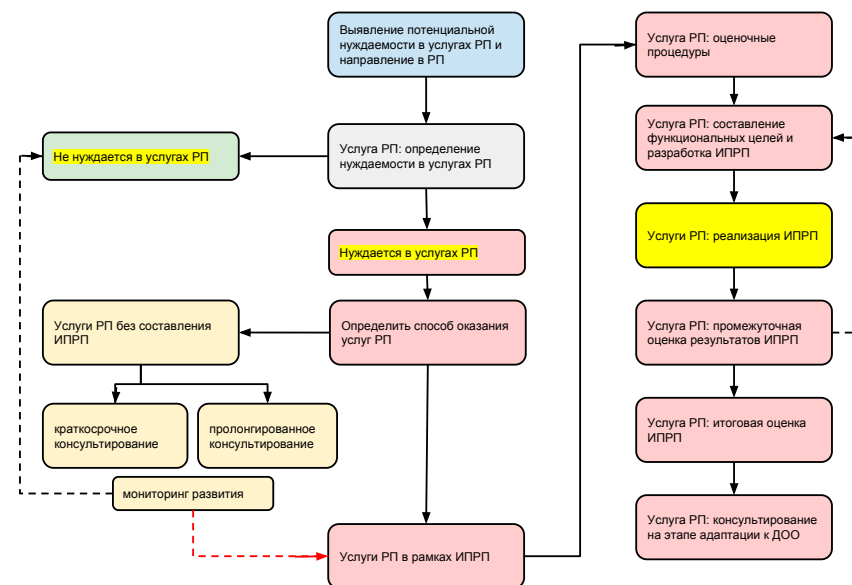 Выявление потенциальной
нуждаемости в услугах РП и
направление в РП
Услуга РП: определение
нуждаемости в услугах РП
Не нуждается в услугах РП
Нуждается в услугах РП
Определить способ оказания
услуг РП
Услуги РП без составления
ИПРП
краткосрочное
консультирование
пролонгированное
консультирование
мониторинг развития
Услуги РП в рамках ИПРП
Услуга РП: оценочные
процедуры
Услуга РП: составление
функциональных целей и
разработка ИПРП
Услуги РП: реализация ИПРП
Услуга РП: промежуточная
оценка результатов ИПРП
Услуга РП: итоговая оценка
ИПРП
Услуга РП: консультирование
на этапе адаптации к ДОО